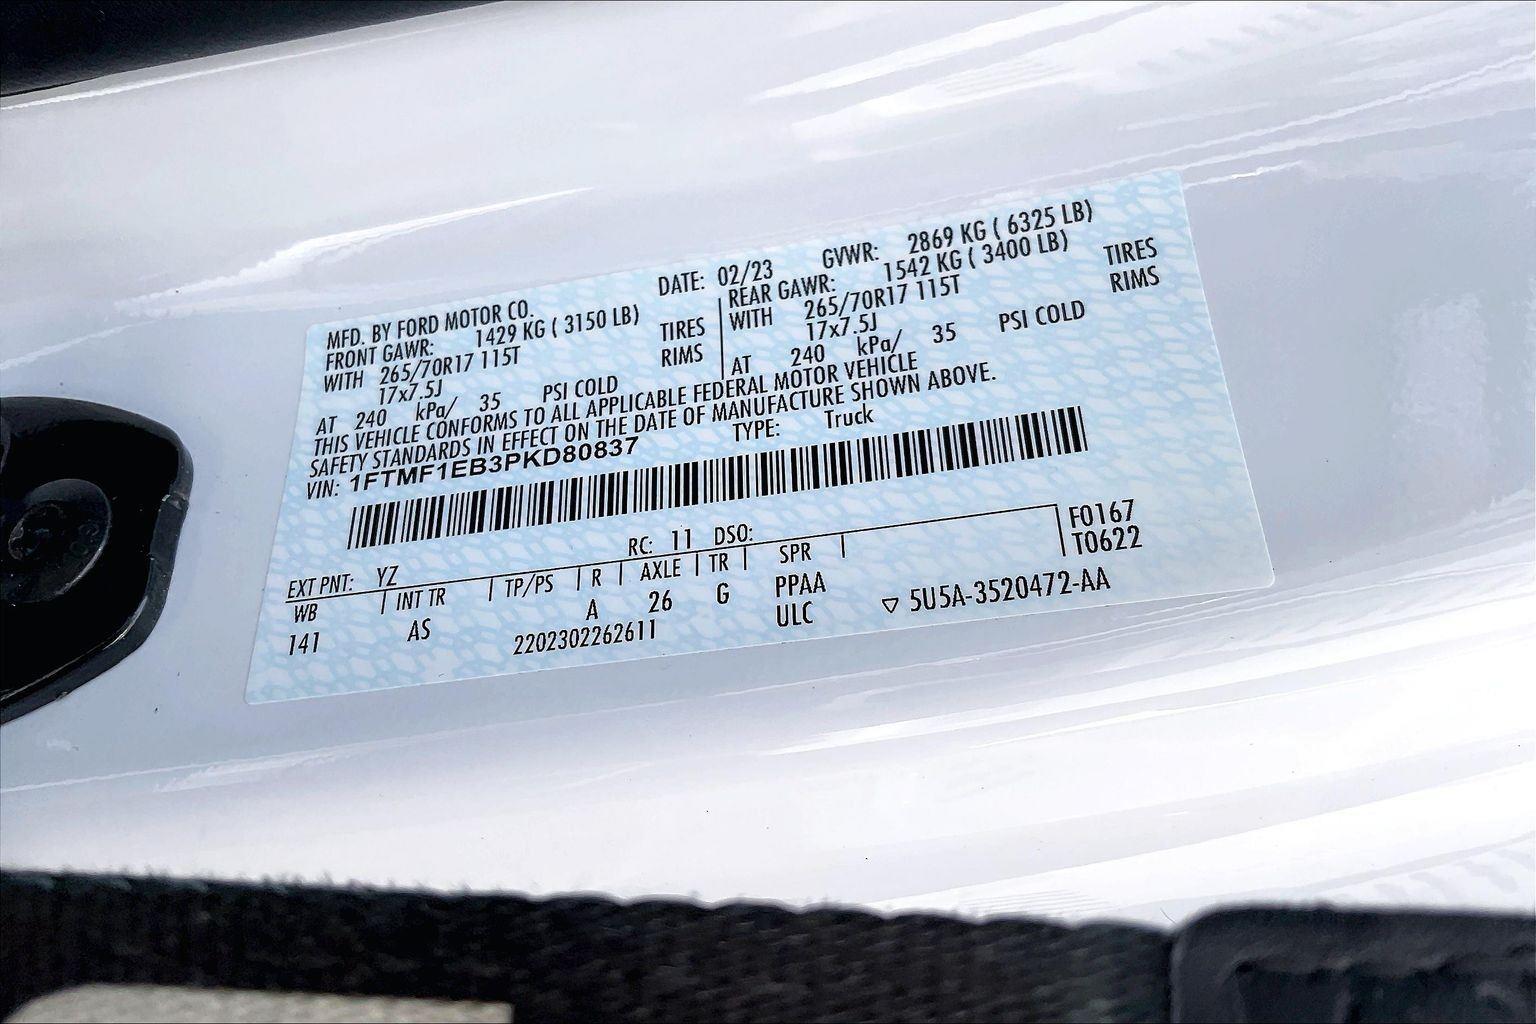 MFD. BY FORD MOTOR CO.
DATE: 02/23
GVWR: 2869 KG ( 6325 LB)
FRONT GAWR: 1429 KG ( 3150 LB)
WITH 265/70R17 115T TIRES
17x7.5J RIMS
AT 240 kPa/ 35 PSI COLD
REAR GAWR: 1542 KG ( 3400 LB)
WITH 265/70R17 115T TIRES
17x7.5J RIMS
AT 240 kPa/ 35 PSI COLD
THIS VEHICLE CONFORMS TO ALL APPLICABLE FEDERAL MOTOR VEHICLE
SAFETY STANDARDS IN EFFECT ON THE DATE OF MANUFACTURE SHOWN ABOVE.
VIN: 1FTMF1EB3PKD80837 TYPE: Truck
EXT PNT: YZ RC: 11 DSO: F0167
WB INT TR TP/PS R AXLE TR SPR T0622
141 AS A 26 G PPAA
2202302262611 ULC 5U5A-3520472-AA